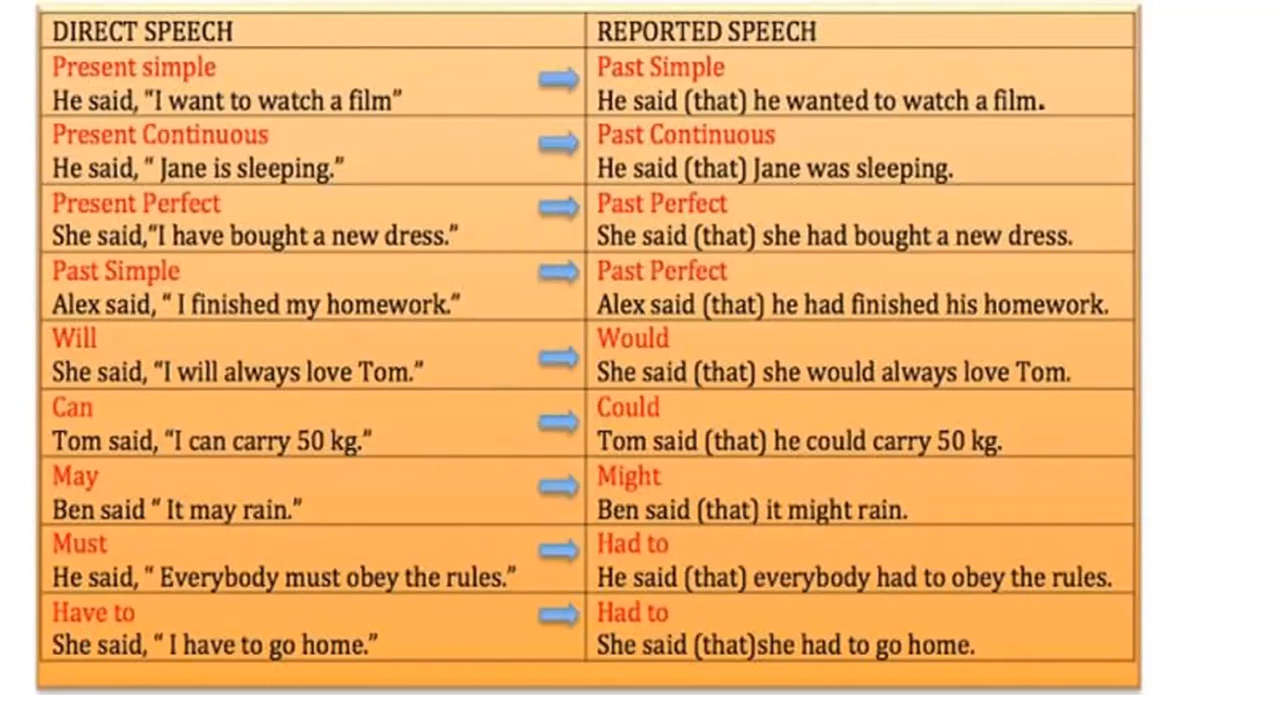 DIRECT SPEECH
REPORTED SPEECH
Present simple
He said, “I want to watch a film”
Past Simple
He said (that) he wanted to watch a film.
Present Continuous
He said, “ Jane is sleeping.”
Past Continuous
He said (that) Jane was sleeping.
Present Perfect
She said,“I have bought a new dress.”
Past Perfect
She said (that) she had bought a new dress.
Past Simple
Alex said, “ I finished my homework.”
Past Perfect
Alex said (that) he had finished his homework.
Will
She said, “I will always love Tom.”
Would
She said (that) she would always love Tom.
Can
Tom said, “I can carry 50 kg.”
Could
Tom said (that) he could carry 50 kg.
May
Ben said “ It may rain.”
Might
Ben said (that) it might rain.
Must
He said, “ Everybody must obey the rules.”
Had to
He said (that) everybody had to obey the rules.
Have to
She said, “ I have to go home.”
Had to
She said (that)she had to go home.